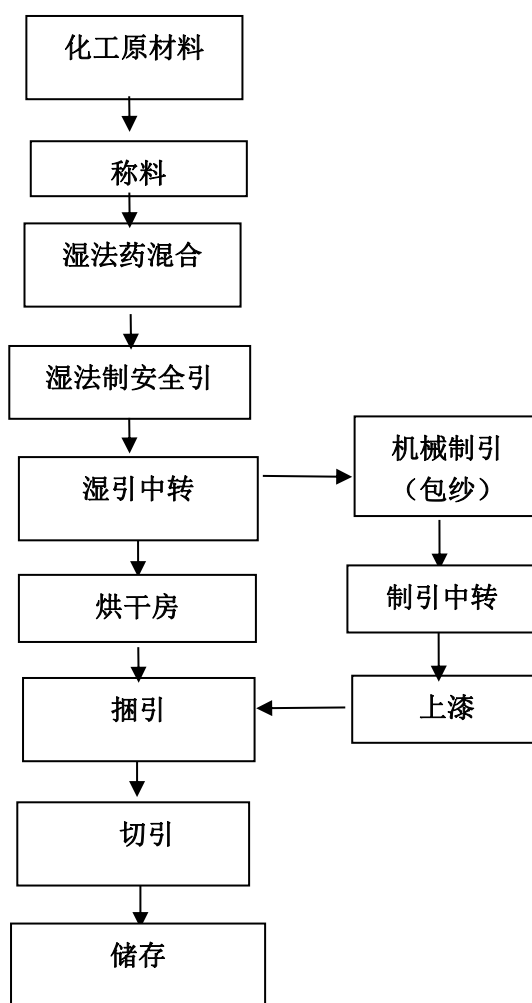 化工原材料
称料
湿法药混合
湿法制安全引
湿引中转
机械制引
（包纱）
烘干房
制引中转
捆引
上漆
切引
储存